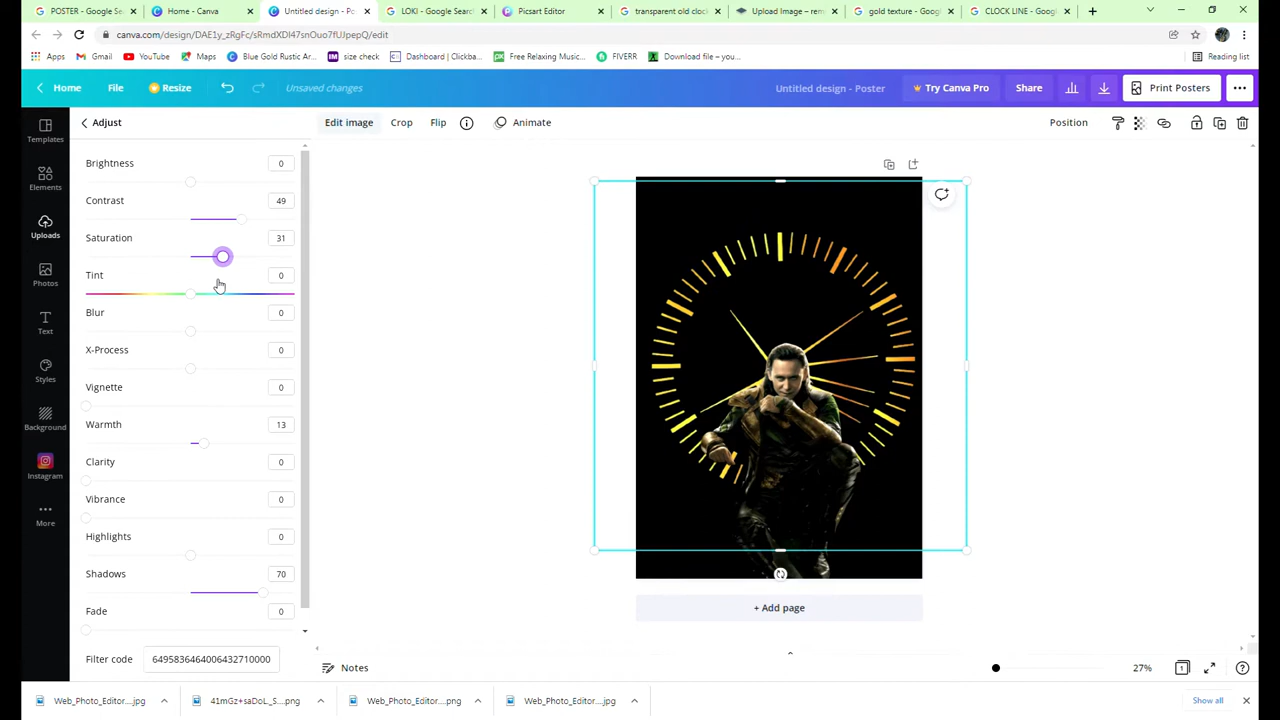 POSTER - Google Search
Home - Canva
Untitled design - Po
LOKI - Google Search
Picsart Editor
transparent old cloc
Upload Image – rem
gold texture - Goog
CLOCK LINE - Goog
canva.com/design/DAE1y_zRgFc/sRmdXDl47snOuo7fUJpepQ/edit
Apps
Gmail
YouTube
Maps
Blue Gold Rustic Ar...
size check
Dashboard | Clickba...
Free Relaxing Music...
FIVERR
Download file – you...
Reading list
Home
File
Resize
Unsaved changes
Untitled design - Poster
Try Canva Pro
Share
Print Posters
Templates
Elements
Uploads
Photos
Text
Styles
Background
Instagram
More
Adjust
Brightness 0
Contrast 49
Saturation 31
Tint 0
Blur 0
X-Process 0
Vignette 0
Warmth 13
Clarity 0
Vibrance 0
Highlights 0
Shadows 70
Fade 0
Filter code 6495836464006432710000
Edit image
Crop
Flip
Animate
Position
+ Add page
Notes
27%
1
Web_Photo_Editor....jpg
41mGz+saDoL_S....png
Web_Photo_Editor....png
Web_Photo_Editor....jpg
Show all